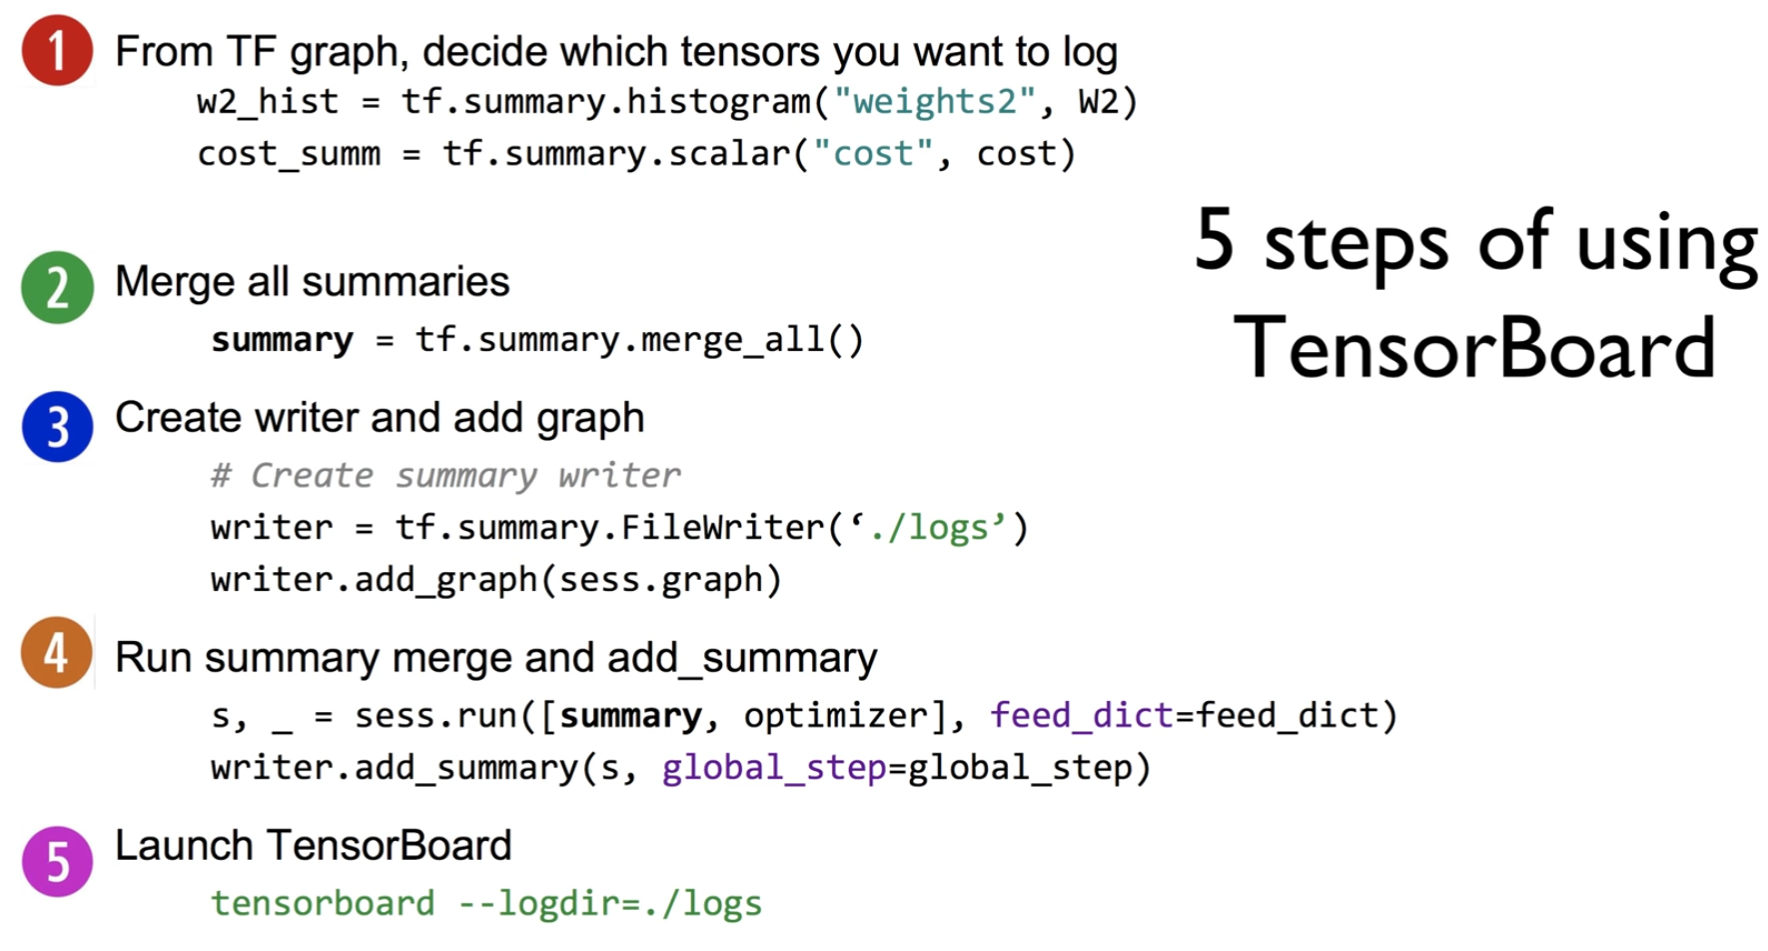 1 From TF graph, decide which tensors you want to log
w2_hist = tf.summary.histogram("weights2", W2)
cost_summ = tf.summary.scalar("cost", cost)
5 steps of using
TensorBoard
2 Merge all summaries
summary = tf.summary.merge_all()
3 Create writer and add graph
# Create summary writer
writer = tf.summary.FileWriter(‘./logs’)
writer.add_graph(sess.graph)
4 Run summary merge and add_summary
s, _ = sess.run([summary, optimizer], feed_dict=feed_dict)
writer.add_summary(s, global_step=global_step)
5 Launch TensorBoard
tensorboard --logdir=./logs